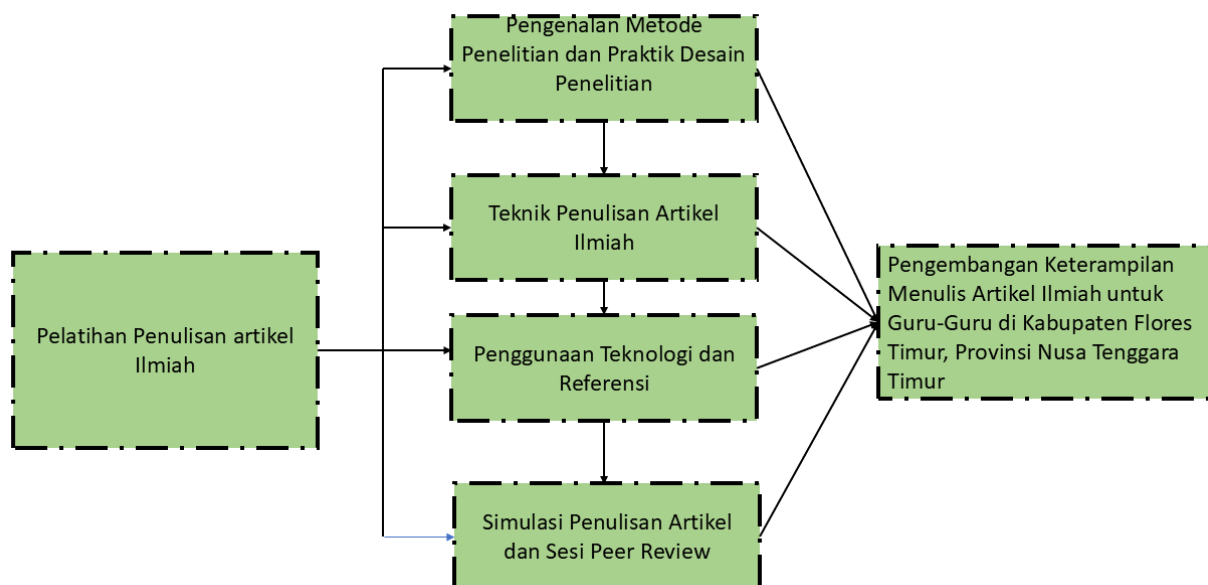 Pengenalan Metode
Penelitian dan Praktik Desain
Penelitian
Teknik Penulisan Artikel
Ilmiah
Pelatihan Penulisan artikel
Ilmiah
Penggunaan Teknologi dan
Referensi
Simulasi Penulisan Artikel
dan Sesi Peer Review
Pengembangan Keterampilan
Menulis Artikel Ilmiah untuk
Guru-Guru di Kabupaten Flores
Timur, Provinsi Nusa Tenggara
Timur